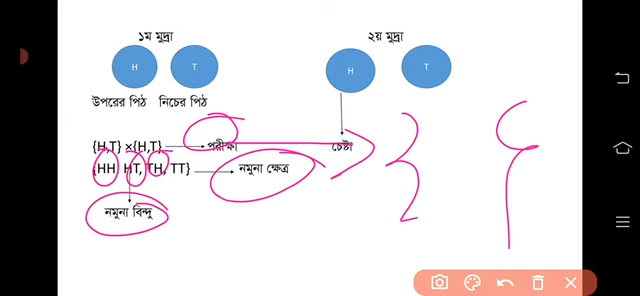 ১ম মুদ্রা ২য় মুদ্রা
H T H T
উপরের পিঠ নিচের পিঠ
{H,T} x{H,T} পরীক্ষা চেষ্টা
{HH, HT, TH, TT} নমুনা ক্ষেত্র
নমুনা বিন্দু